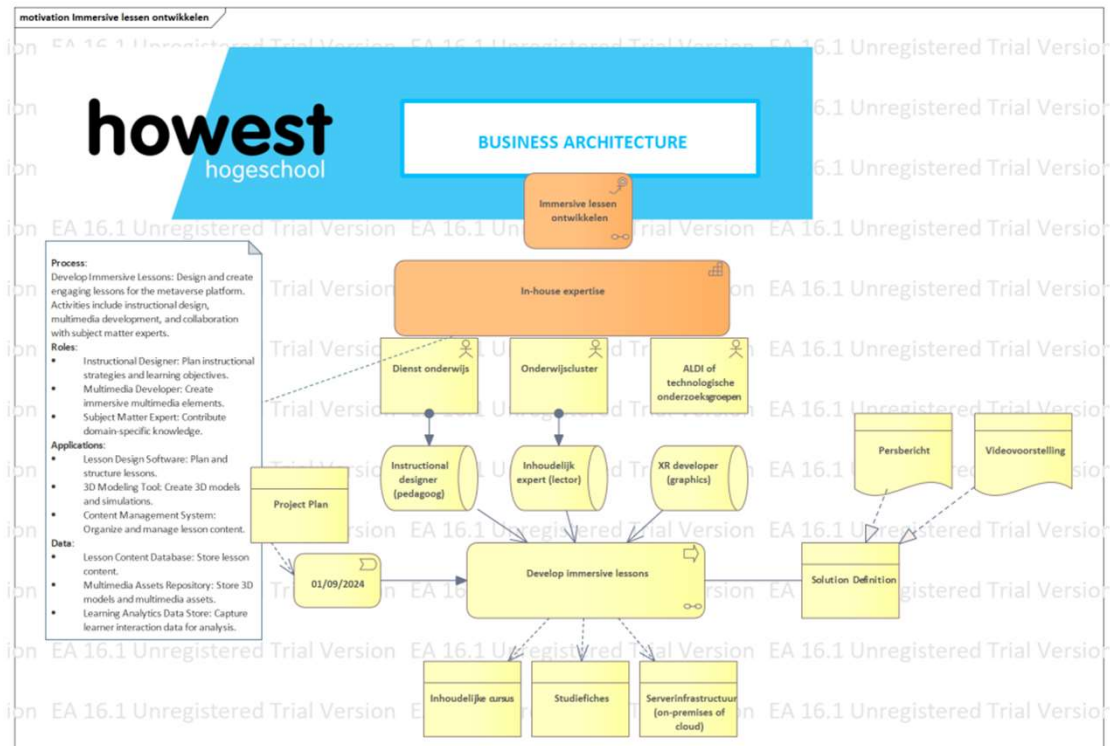 motivation Immersive lessen ontwikkelen
howest
hogeschool
BUSINESS ARCHITECTURE
Immersive lessen
ontwikkelen
In-house expertise
Process:
Develop Immersive Lessons: Design and create
engaging lessons for the metaverse platform.
Activities include instructional design,
multimedia development, and collaboration
with subject matter experts.
Roles:
• Instructional Designer: Plan instructional
strategies and learning objectives.
• Multimedia Developer: Create
immersive multimedia elements.
• Subject Matter Expert: Contribute
domain-specific knowledge.
Applications:
• Lesson Design Software: Plan and
structure lessons.
• 3D Modeling Tool: Create 3D models
and simulations.
• Content Management System:
Organize and manage lesson content.
Data:
• Lesson Content Database: Store lesson
content.
• Multimedia Assets Repository: Store 3D
models and multimedia assets.
• Learning Analytics Data Store: Capture
learner interaction data for analysis.
Dienst onderwijs
Onderwijscluster
ALDI of
technologische
onderzoeksgroepen
Instructional
designer
(pedagoog)
Inhoudelijk
expert (lector)
XR developer
(graphics)
Persbericht
Videovoorstelling
Project Plan
01/09/2024
Develop immersive lessons
Solution Definition
Inhoudelijke cursus
Studiefiches
Serverinfrastructuur
(on-premises of
cloud)
EA 16.1 Unregistered Trial Version